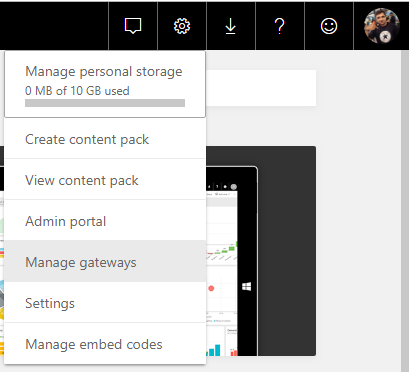 Manage personal storage
0 MB of 10 GB used
Create content pack
View content pack
Admin portal
Manage gateways
Settings
Manage embed codes